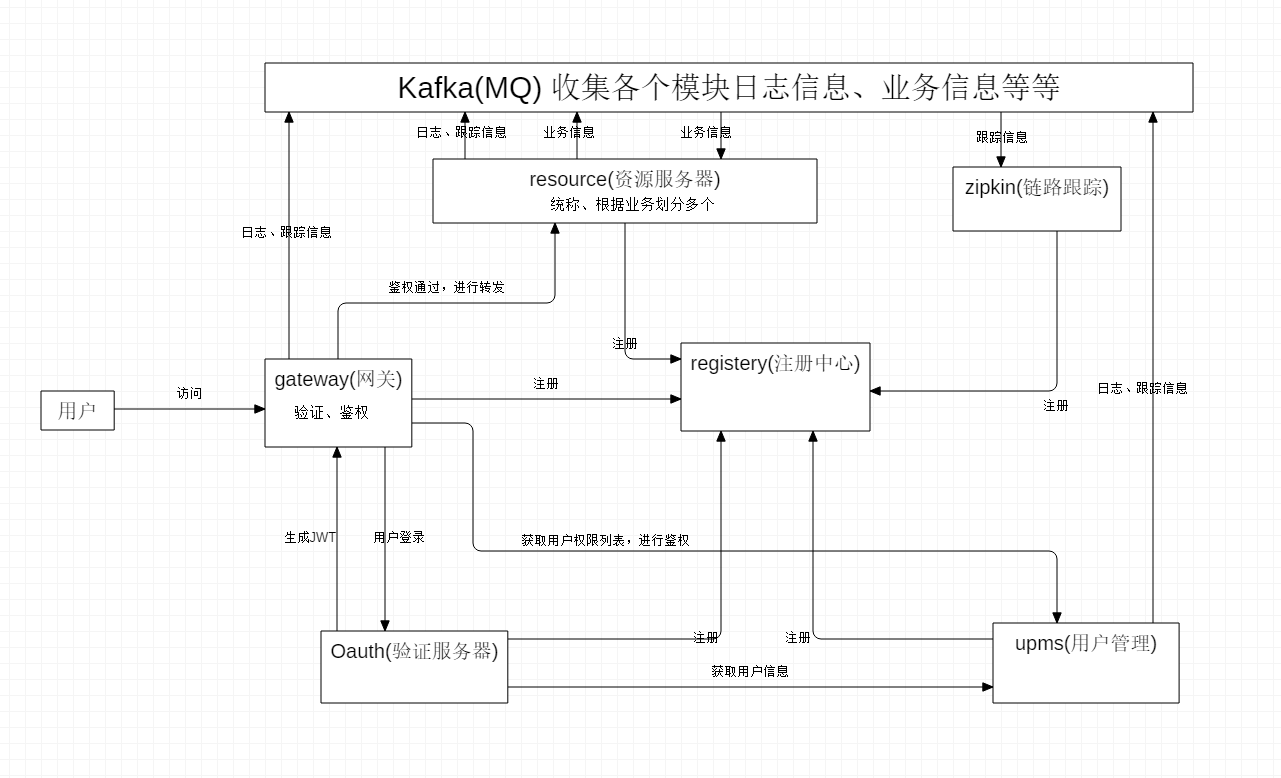 Kafka(MQ) 收集各个模块日志信息、业务信息等等
日志、跟踪信息
业务信息
业务信息
跟踪信息
resource(资源服务器)
统称、根据业务划分多个
zipkin(链路跟踪)
日志、跟踪信息
鉴权通过，进行转发
注册
registery(注册中心)
gateway(网关)
验证、鉴权
注册
访问
用户
日志、跟踪信息
注册
生成JWT
用户登录
获取用户权限列表，进行鉴权
Oauth(验证服务器)
注册
注册
upms(用户管理)
获取用户信息